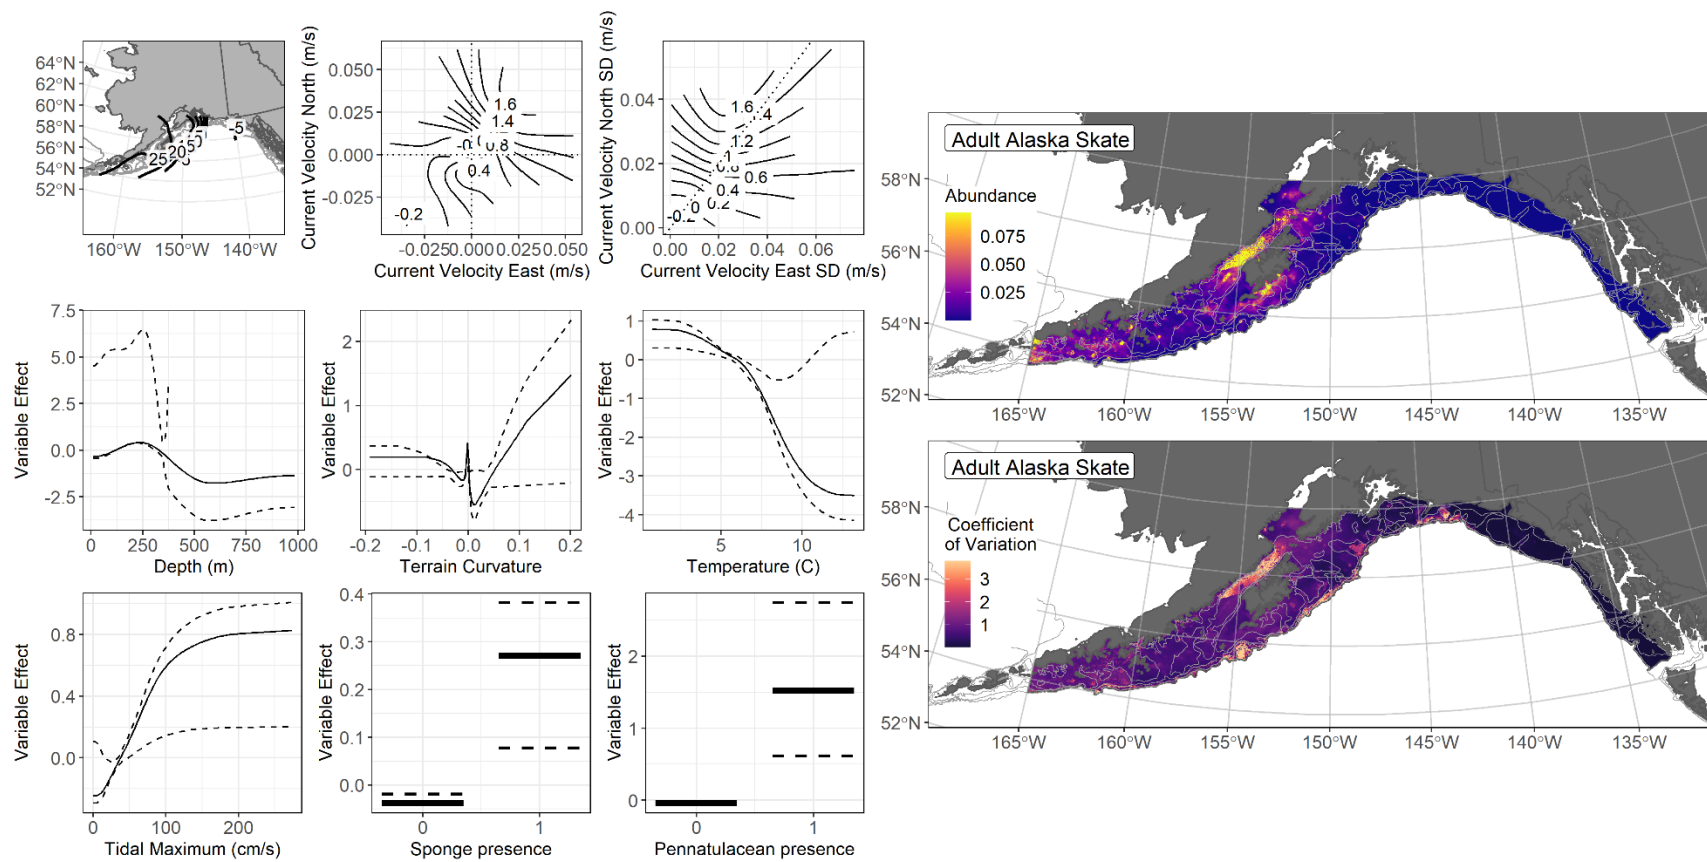 64°N
62°N
60°N
58°N
56°N
54°N
52°N
160°W
150°W
140°W
25
20
-5
Current Velocity North (m/s)
0.050
0.025
0.000
-0.025
1.6
1.4
0.8
0.4
-0.2
-0.025
0.000
0.025
0.050
Current Velocity East (m/s)
Current Velocity North SD (m/s)
0.04
0.02
0.00
1.6
1.2
0.6
0.4
0.2
0
0.00
0.02
0.04
0.06
Current Velocity East SD (m/s)
Variable Effect
7.5
5.0
2.5
0.0
-2.5
0
250
500
750
1000
Depth (m)
Variable Effect
2
1
0
-0.2
-0.1
0.0
0.1
0.2
Terrain Curvature
Variable Effect
1
0
-1
-2
-3
-4
5
10
Temperature (C)
Variable Effect
0.8
0.4
0.0
0
100
200
Tidal Maximum (cm/s)
Variable Effect
0.4
0.3
0.2
0.1
0.0
0
1
Sponge presence
Variable Effect
2
1
0
0
1
Pennatulacean presence
Adult Alaska Skate
Abundance
0.075
0.050
0.025
58°N
56°N
54°N
52°N
165°W
160°W
155°W
150°W
145°W
140°W
135°W
Adult Alaska Skate
Coefficient
of Variation
3
2
1
58°N
56°N
54°N
52°N
165°W
160°W
155°W
150°W
145°W
140°W
135°W